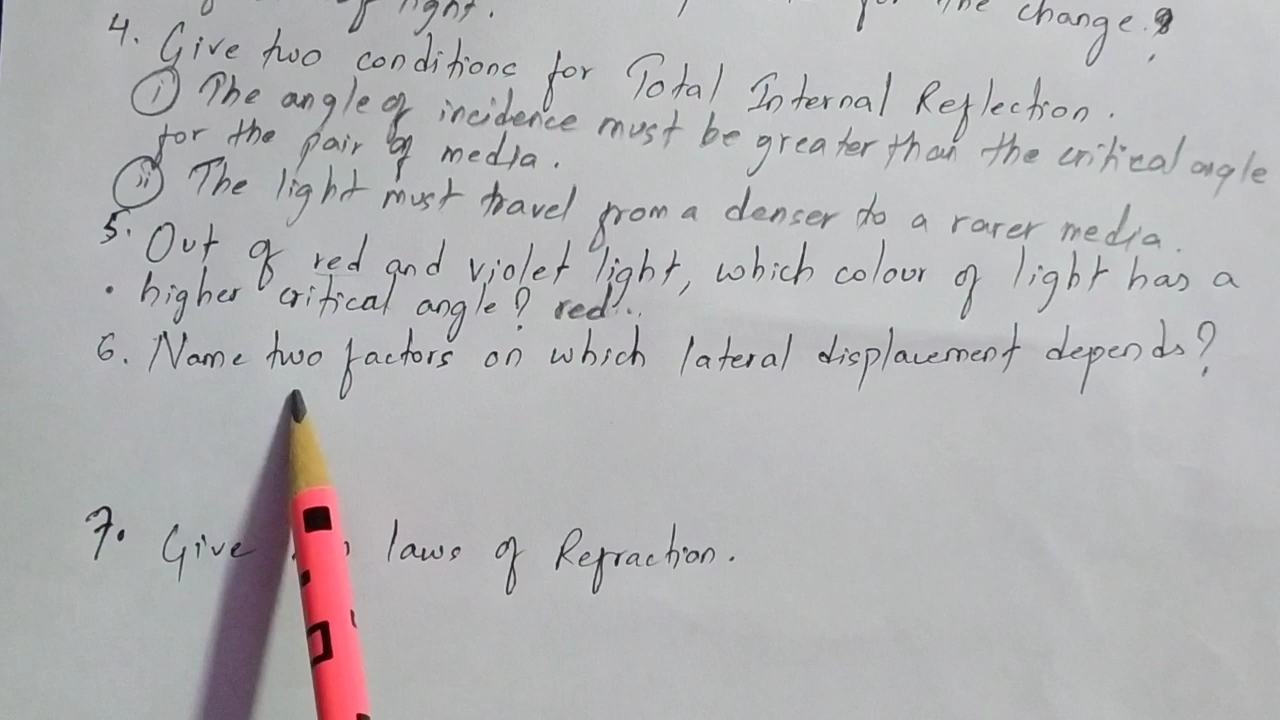 light.
the change.?
4. Give two conditions for Total Internal Reflection.
(i) The angle of incidence must be greater than the critical angle
for the pair of media.
(ii) The light must travel from a denser to a rarer media.
5. Out of red and violet light, which colour of light has a
• higher critical angle? red..
6. Name two factors on which lateral displacement depends?
7. Give laws of Refraction.